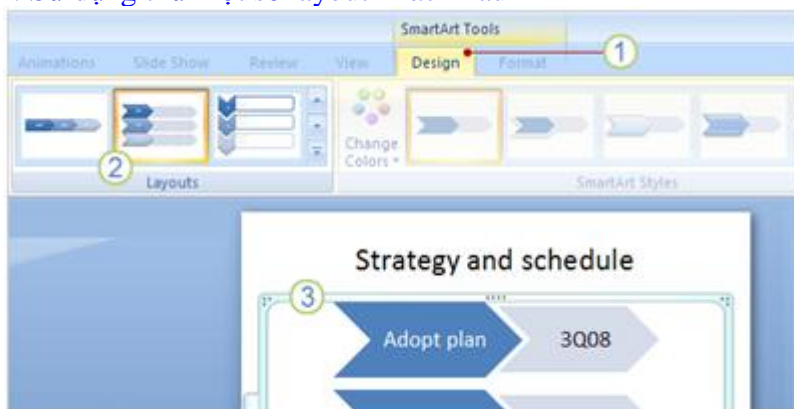 layout
SmartArt Tools
1
Animations Slide Show Review View Design Format
Change
Colors
2
Layouts SmartArt Styles
Strategy and schedule
3
Adopt plan 3Q08